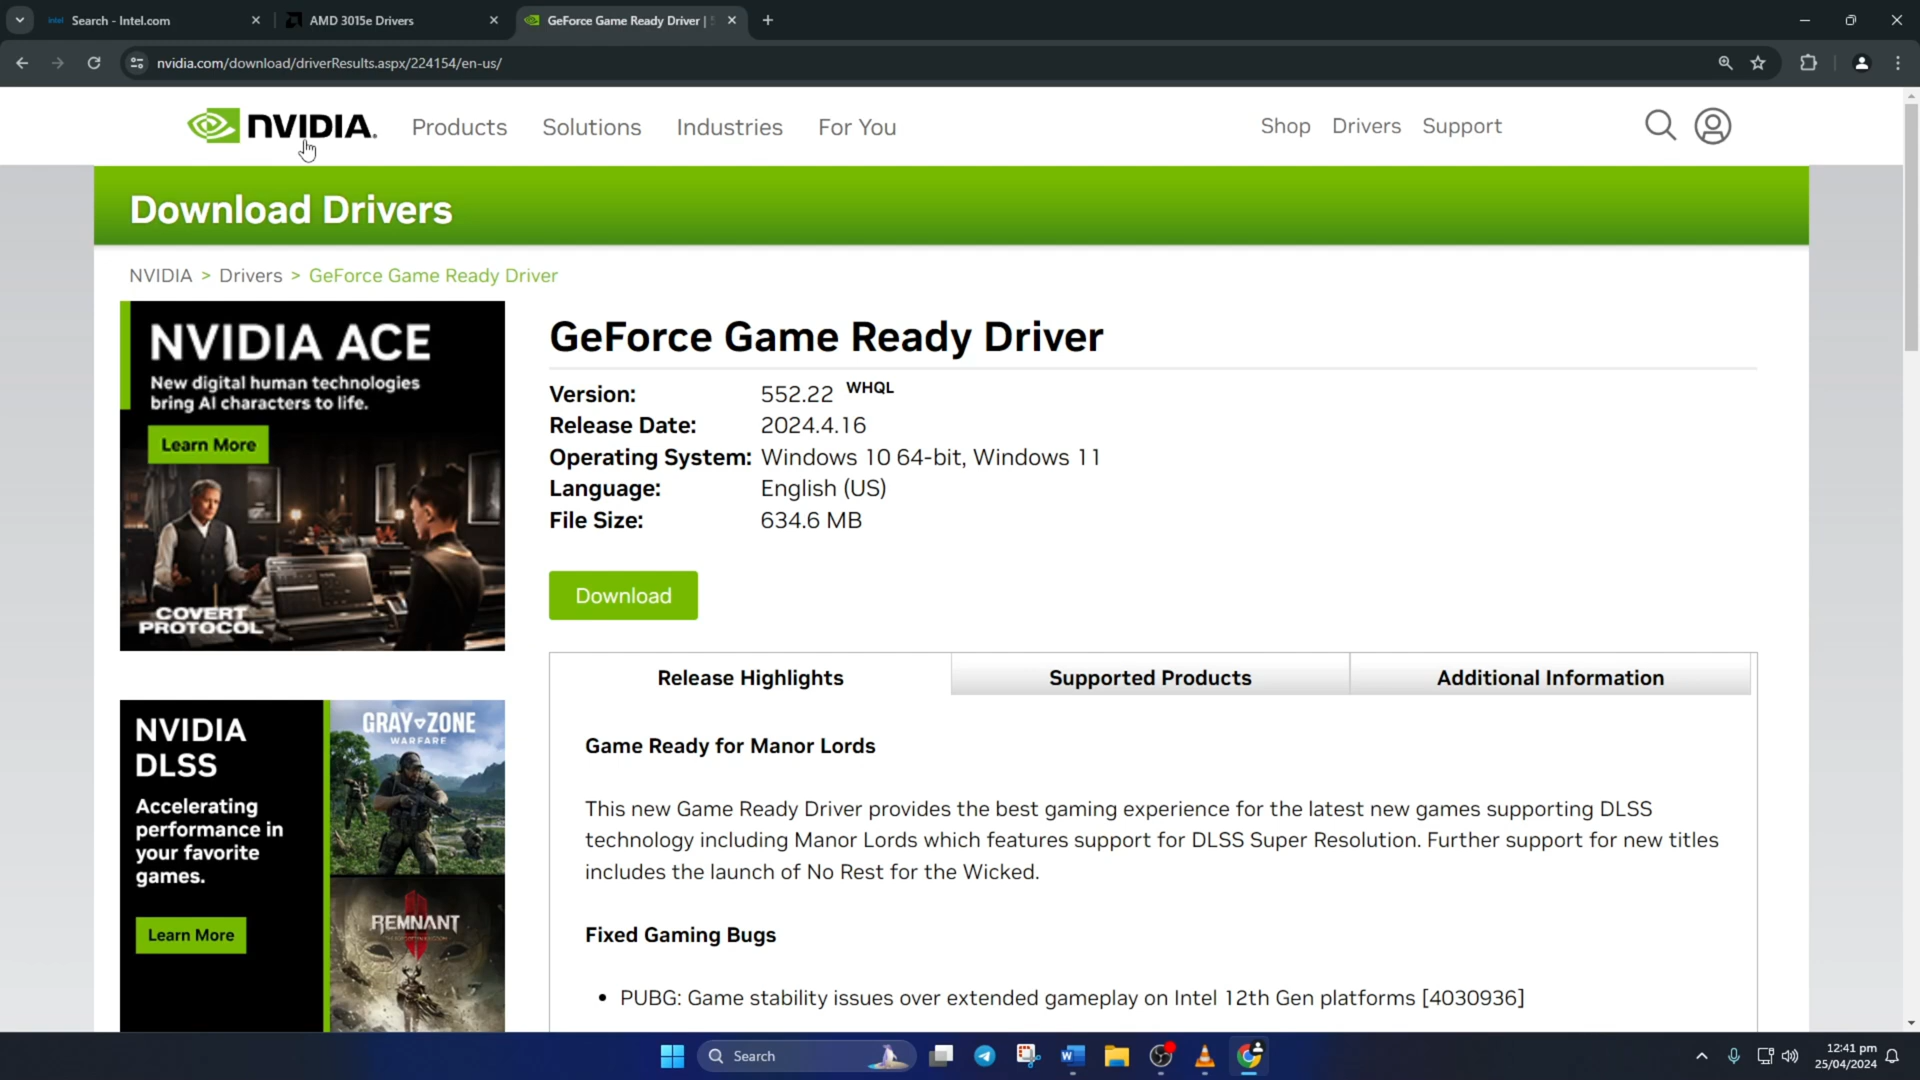 intel Search - Intel.com
AMD 3015e Drivers
GeForce Game Ready Driver |
nvidia.com/download/driverResults.aspx/224154/en-us/
NVIDIA.
Products
Solutions
Industries
For You
Shop
Drivers
Support
Download Drivers
NVIDIA > Drivers > GeForce Game Ready Driver
NVIDIA ACE
New digital human technologies
bring AI characters to life.
Learn More
COVERT
PROTOCOL
NVIDIA
DLSS
Accelerating
performance in
your favorite
games.
Learn More
GRAY ZONE
WARFARE
REMNANT
GeForce Game Ready Driver
Version: 552.22 WHQL
Release Date: 2024.4.16
Operating System: Windows 10 64-bit, Windows 11
Language: English (US)
File Size: 634.6 MB
Download
Release Highlights
Supported Products
Additional Information
Game Ready for Manor Lords
This new Game Ready Driver provides the best gaming experience for the latest new games supporting DLSS
technology including Manor Lords which features support for DLSS Super Resolution. Further support for new titles
includes the launch of No Rest for the Wicked.
Fixed Gaming Bugs
• PUBG: Game stability issues over extended gameplay on Intel 12th Gen platforms [4030936]
Search
12:41 pm
25/04/2024